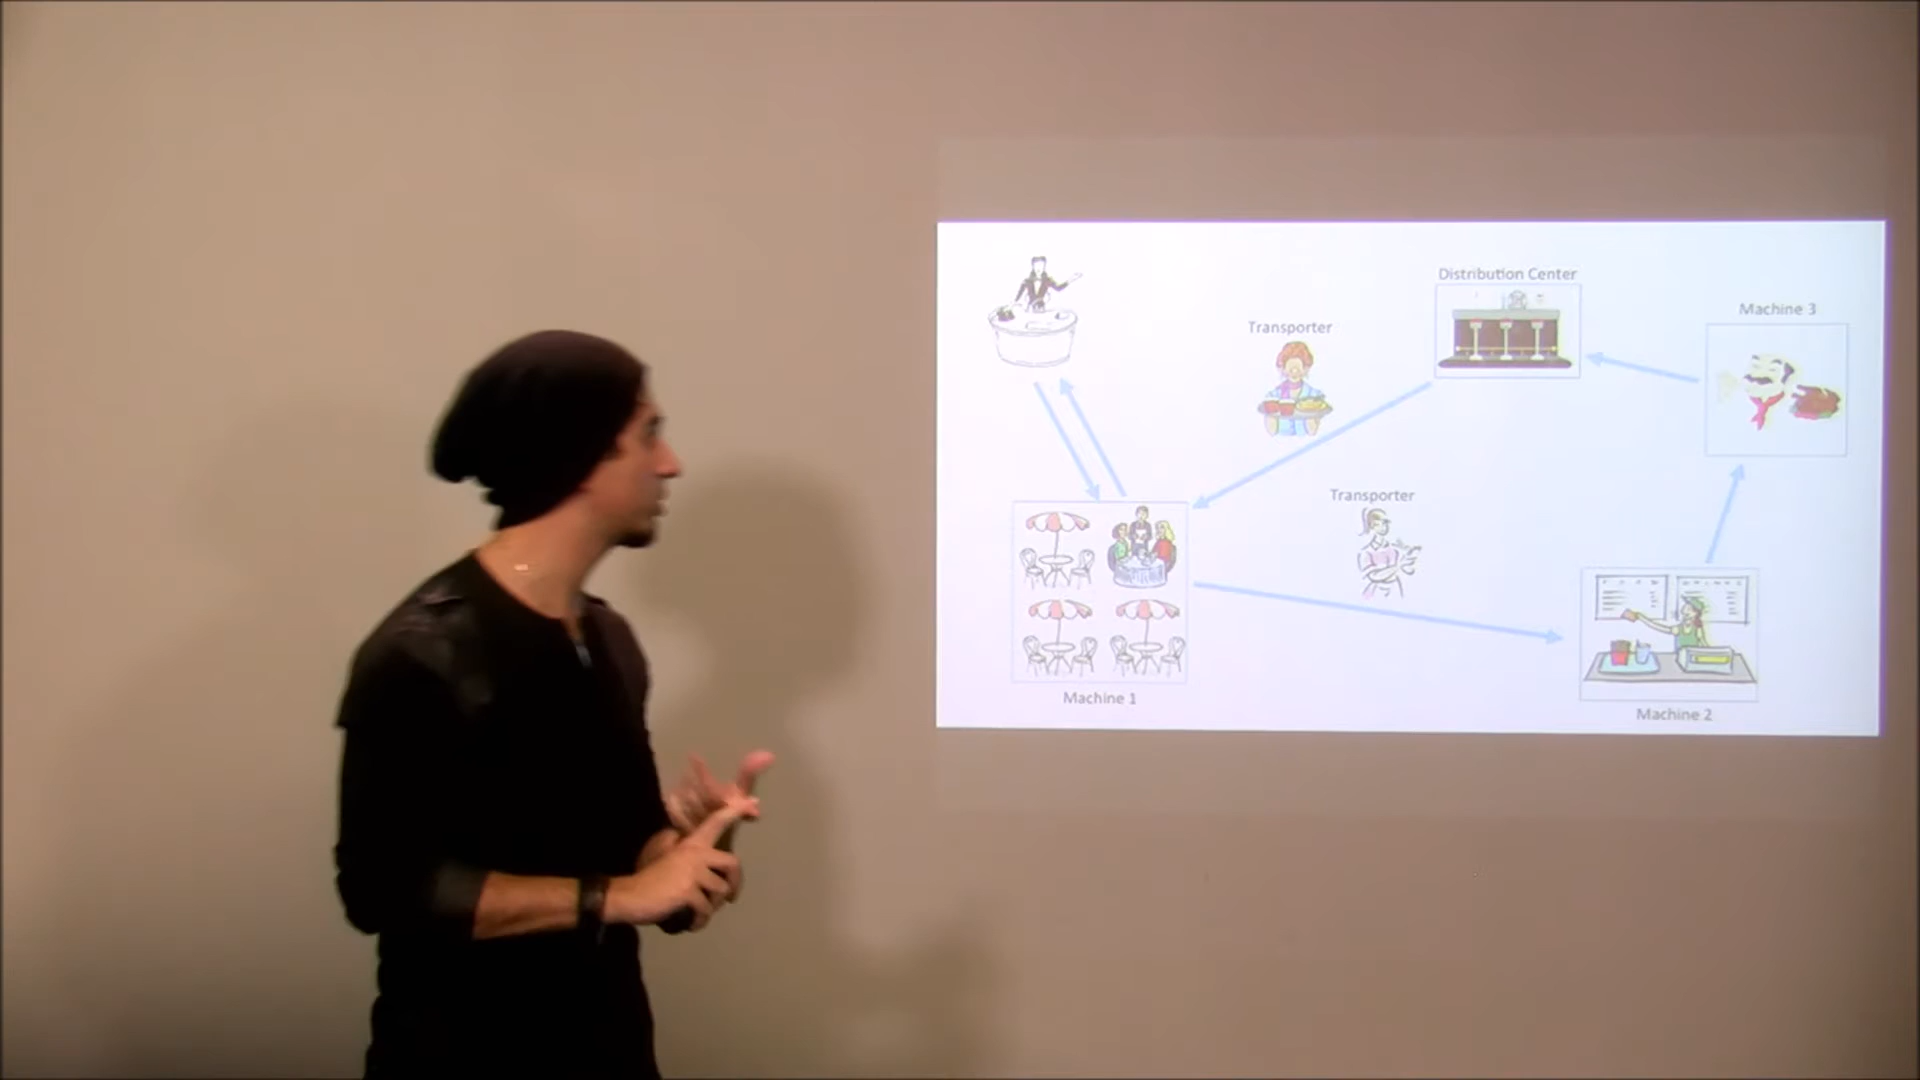 Distribution Center
Machine 3
Transporter
Transporter
Machine 1
Machine 2